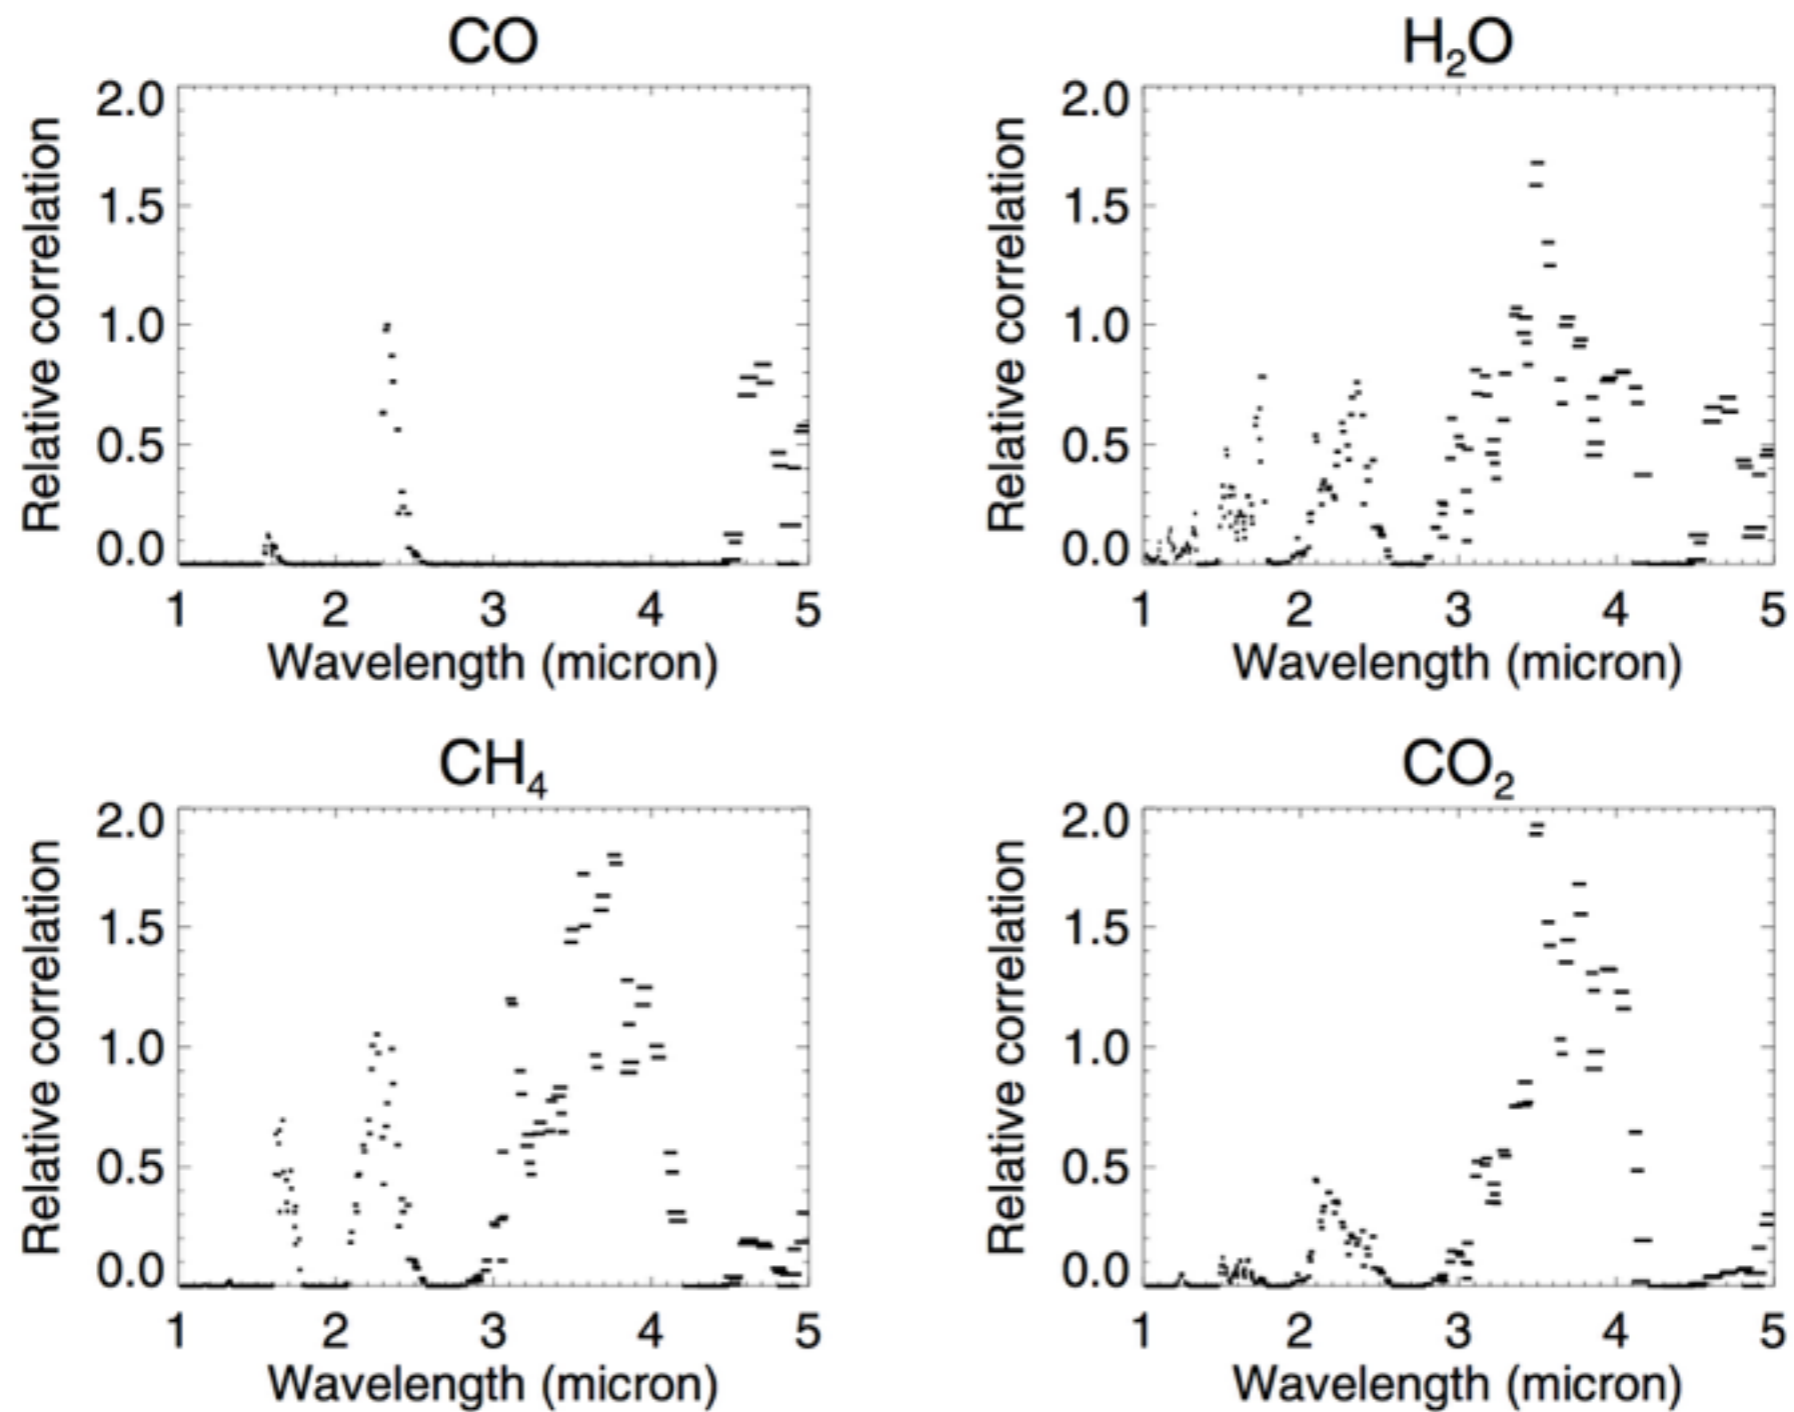 CO
2.0
1.5
1.0
0.5
0.0
Relative correlation
1 2 3 4 5
Wavelength (micron)
H₂O
2.0
1.5
1.0
0.5
0.0
Relative correlation
1 2 3 4 5
Wavelength (micron)
CH₄
2.0
1.5
1.0
0.5
0.0
Relative correlation
1 2 3 4 5
Wavelength (micron)
CO₂
2.0
1.5
1.0
0.5
0.0
Relative correlation
1 2 3 4 5
Wavelength (micron)